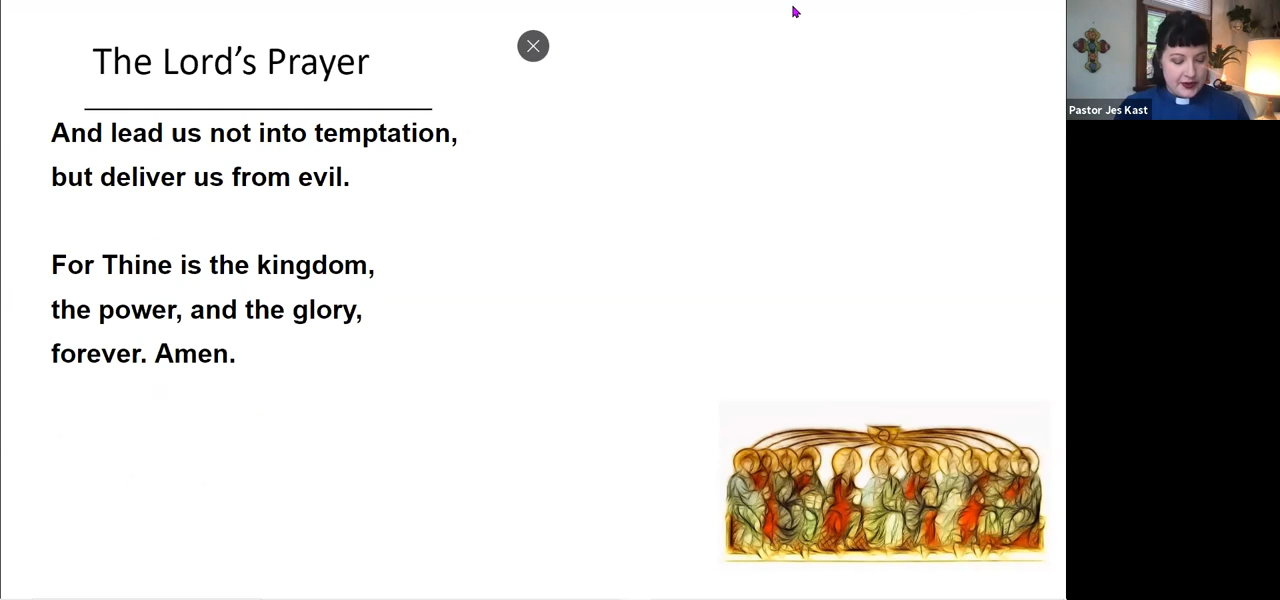 The Lord’s Prayer
And lead us not into temptation,
but deliver us from evil.
For Thine is the kingdom,
the power, and the glory,
forever. Amen.
Pastor Jes Kast